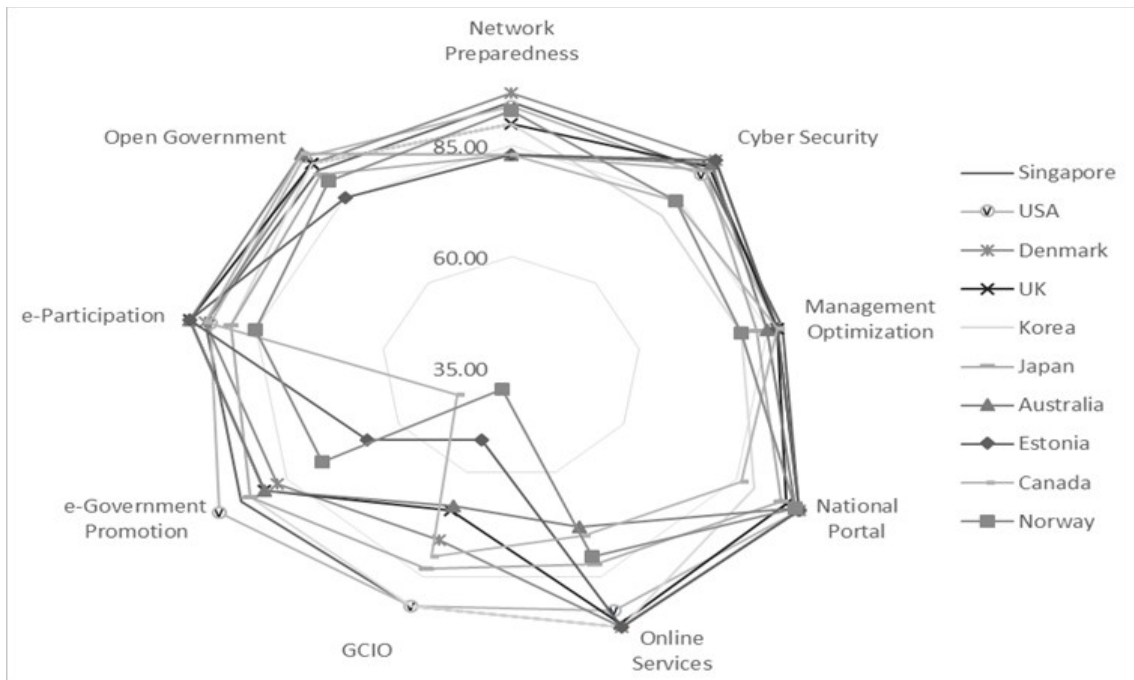 Network
Preparedness
Open Government
Cyber Security
85.00
60.00
35.00
e-Participation
Management
Optimization
e-Government
Promotion
National
Portal
GCIO
Online
Services
Singapore
USA
Denmark
UK
Korea
Japan
Australia
Estonia
Canada
Norway